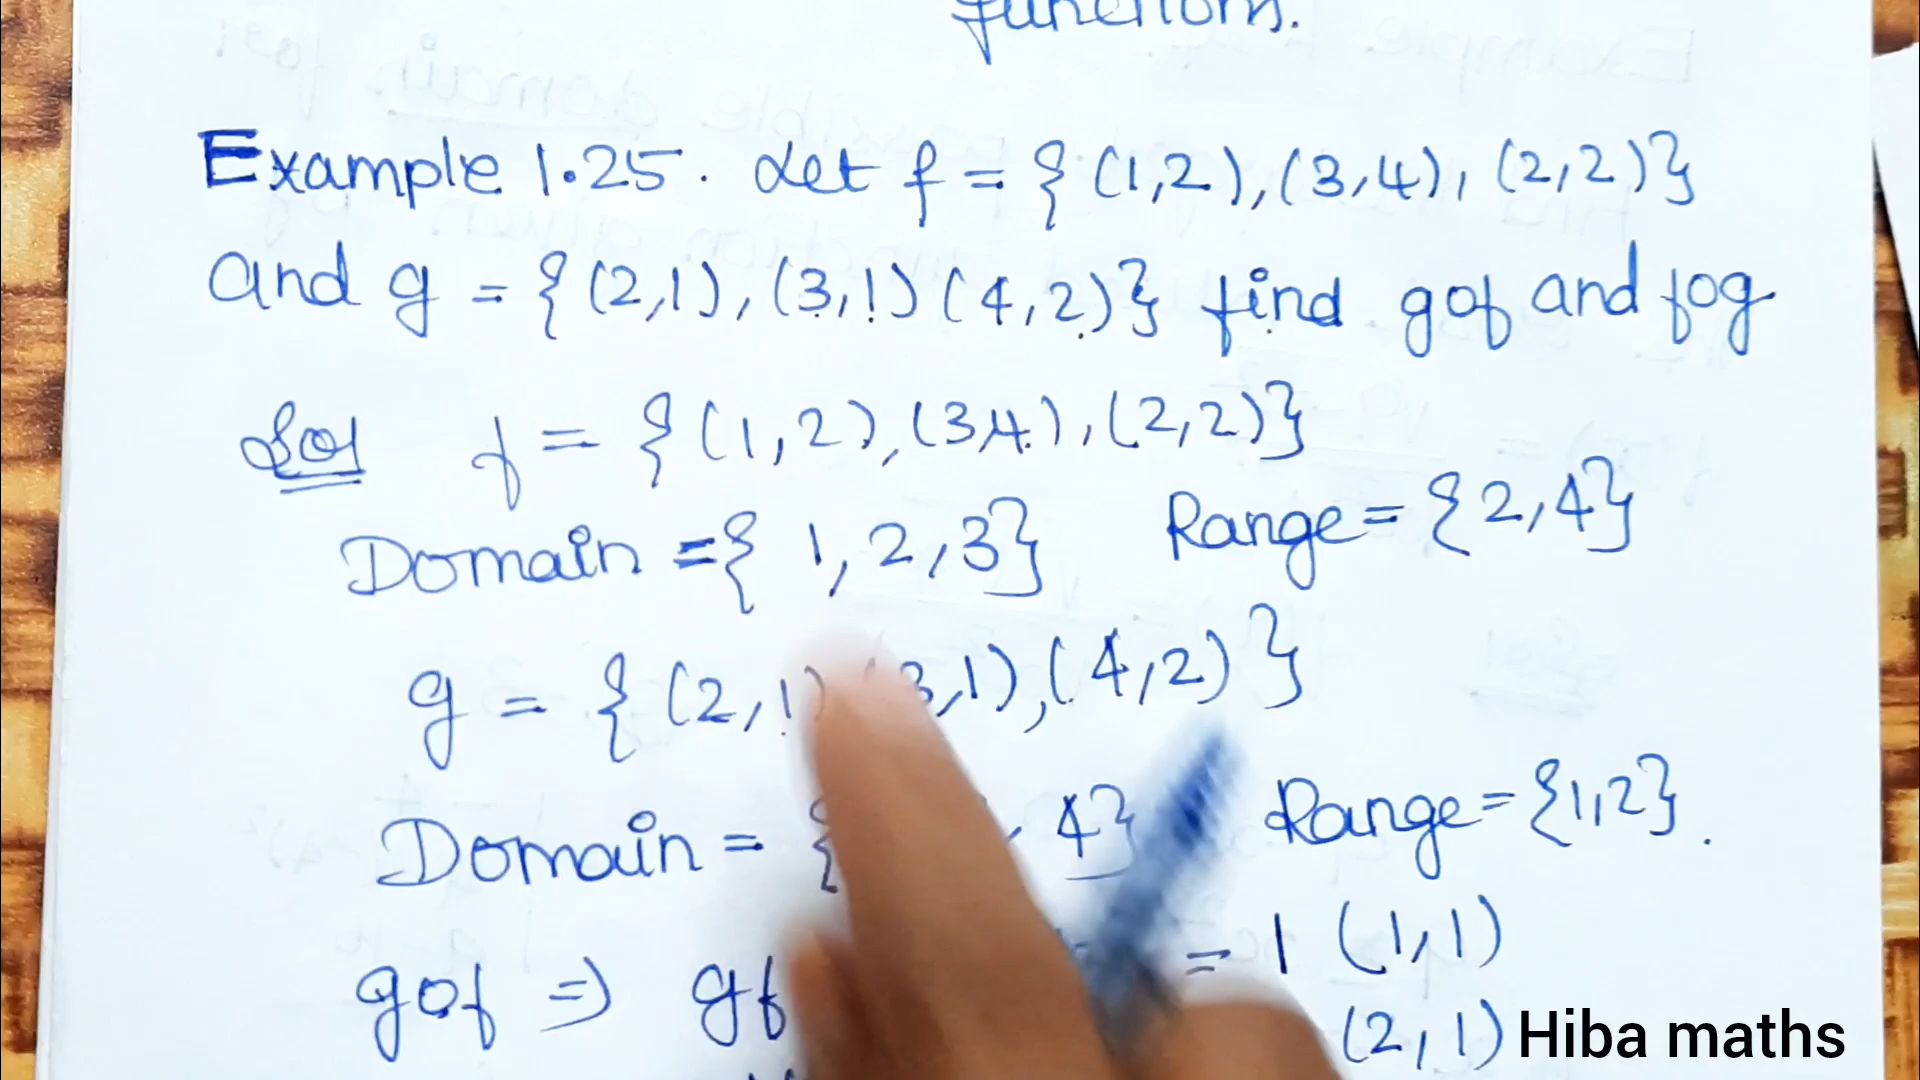 functions.
Example 1.25. Let f = { (1,2), (3,4), (2,2)}
and g = { (2,1), (3,1) (4,2)} find gof and fog
Sol f = { (1,2), (3,4), (2,2)}
Domain = { 1, 2, 3} Range = {2,4}
g = { (2,1) 3,1), (4,2) }
Domain = { , 4} Range = {1,2}.
gof ⇒ gf = 1 (1,1)
(2,1)
Hiba maths